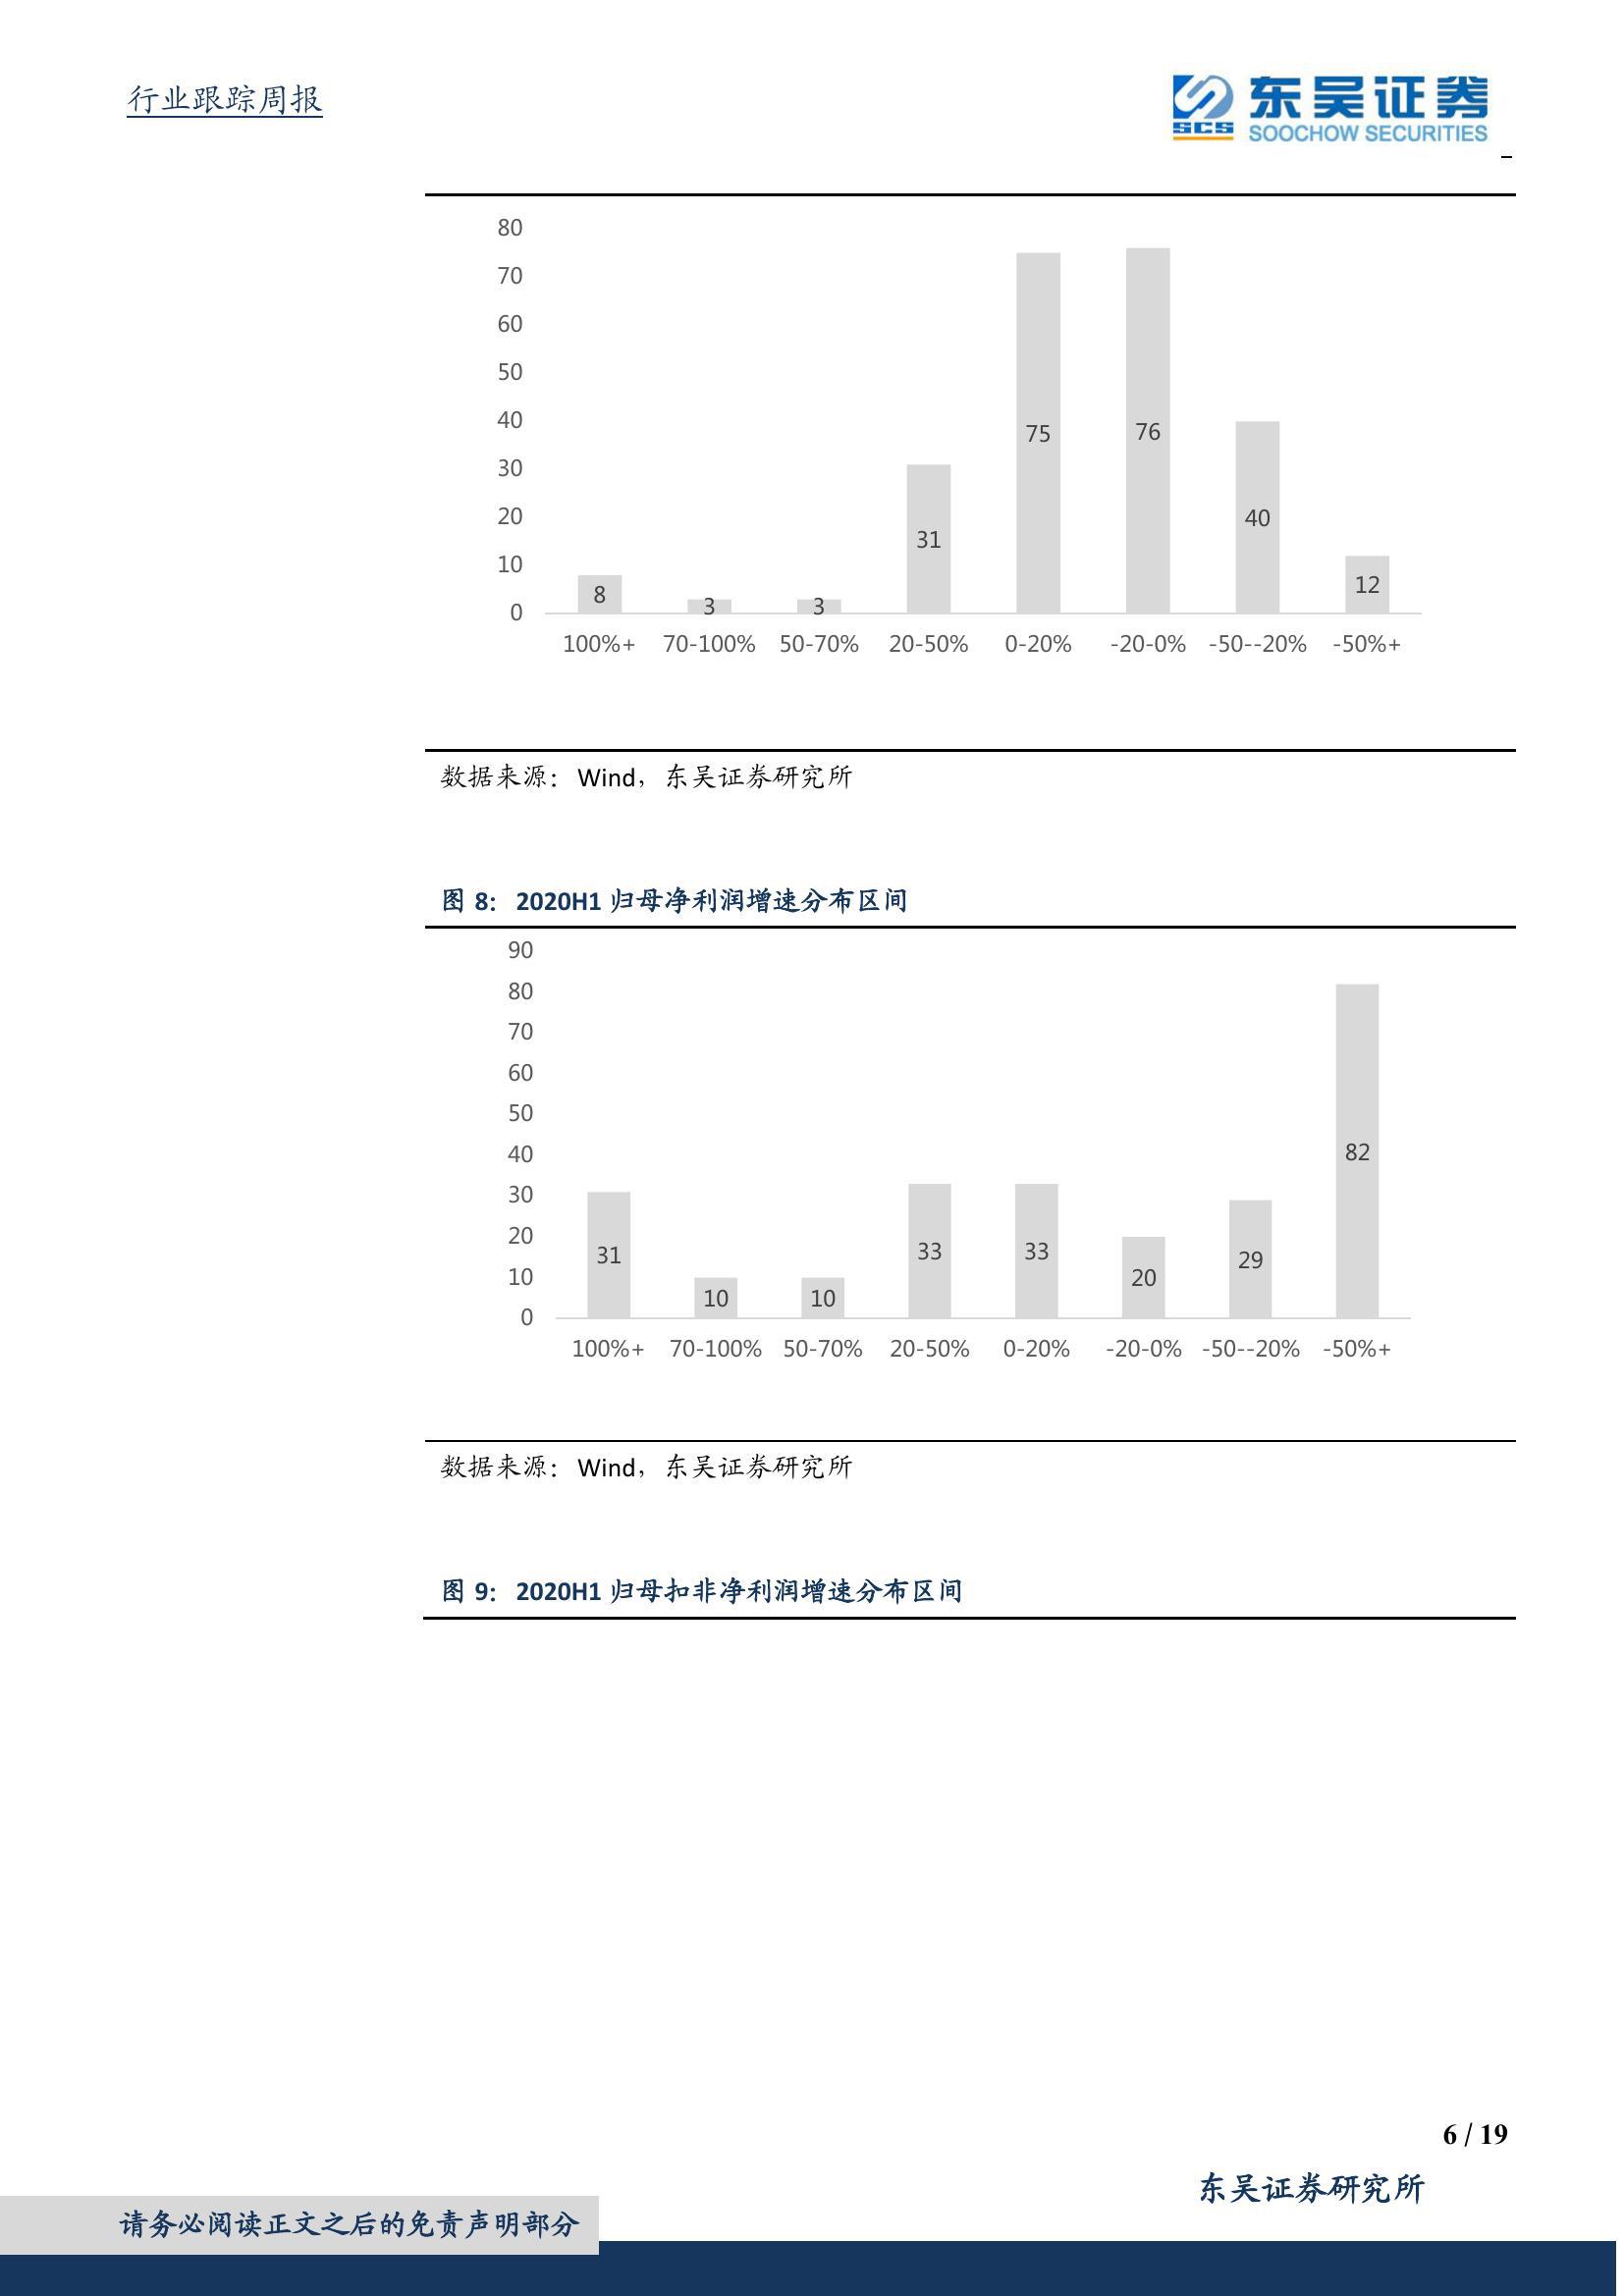 行业跟踪周报
SCS 东吴证券
SOOCHOW SECURITIES
80
70
60
50
40
30
20
10
0
8
3
3
31
75
76
40
12
100%+ 70-100% 50-70% 20-50% 0-20% -20-0% -50--20% -50%+
数据来源：Wind，东吴证券研究所
图 8： 2020H1 归母净利润增速分布区间
90
80
70
60
50
40
30
20
10
0
31
10
10
33
33
20
29
82
100%+ 70-100% 50-70% 20-50% 0-20% -20-0% -50--20% -50%+
数据来源：Wind，东吴证券研究所
图 9： 2020H1 归母扣非净利润增速分布区间
6 / 19
东吴证券研究所
请务必阅读正文之后的免责声明部分